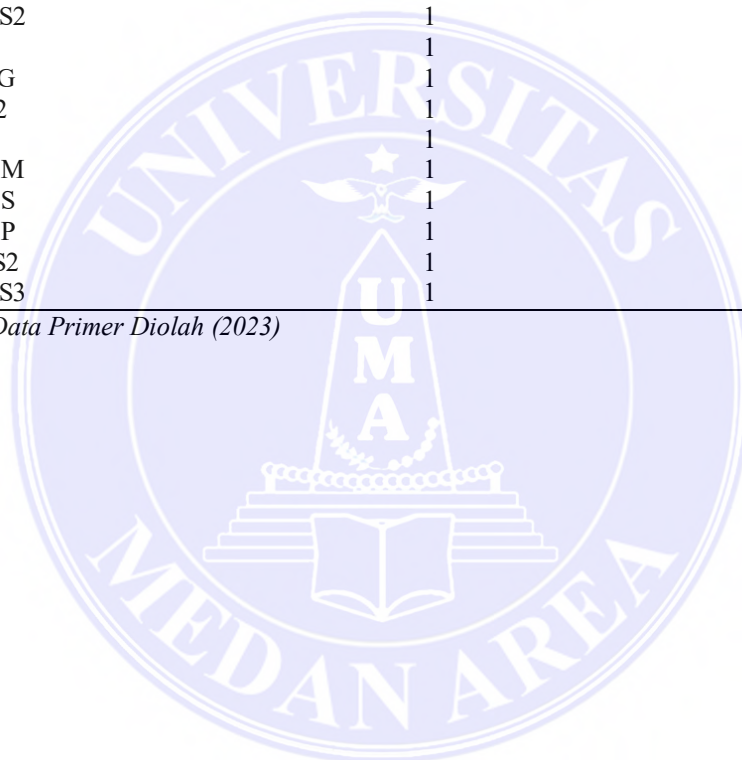 S2 1
1
G 1
2 1
1
M 1
S 1
P 1
S2 1
S3 1
Data Primer Diolah (2023)
UNIVERSITAS
UMA
MEDAN AREA